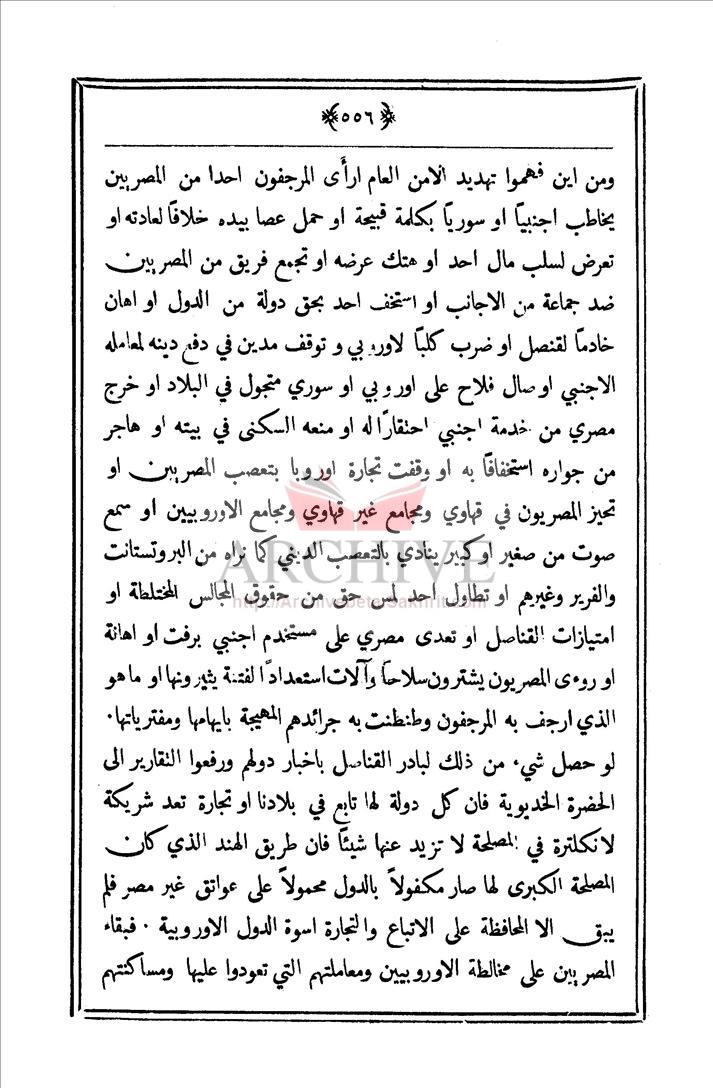 ﴿٥٥٦﴾
ومن اين فهموا تهديد الامن العام ارأى المرجفون احدا من المصريين
يخاطب اجنبياً او سورياً بكلمة قبيحة او حمل عصا بيده خلافاً لعادته او
تعرض لسلب مال احد او هتك عرضه او تجمع فريق من المصريين
ضد جماعة من الاجانب او استخف احد بحق دولة من الدول او اهان
خادماً لقنصل او ضرب كلباً لاوروبي و توقف مدين في دفع دينه لمعامله
الاجنبي او صال فلاح على اوروبي او سوري متجول في البلاد او خرج
مصري من خدمة اجنبي احتقاراً له او منعه السكنى في بيته او هاجر
من جواره استخفافاً به او وقفت تجارة اوروبا بتعصب المصريين او
تحيز المصريون في قهاوي ومجامع غير قهاوي ومجامع الاوروبيين او سمع
صوت من صغير او كبير ينادي بالتعصب الديني كما نراه من البروتستانت
والفرير وغيرهم او تطاول احد لمس حق من حقوق المجالس المختلطة او
امتيازات القناصل او تعدى مصري على مستخدم اجنبي برفت او اهانة
او روءى المصريون يشترون سلاحاً وآلات استعداداً لفتنة يثيرونها او ما هو
الذي ارجف به المرجفون وطنطنت به جرائدهم المهيجة بايهامها ومفترياتها٠
لو حصل شيء من ذلك لبادر القناصل باخبار دولهم ورفعوا التقارير الى
الحضرة الخديوية فان كل دولة لها تابع في بلادنا او تجارة تعد شريكة
لانكلترة في المصلحة لا تزيد عنها شيئاً فان طريق الهند الذي كان
المصلحة الكبرى لها صار مكفولاً بالدول محمولاً على عواتق غير مصر فلم
يبق الا المحافظة على الاتباع والتجارة اسوة الدول الاوروبية ٠ فبقاء
المصريين على مخالطة الاوروبيين ومعاملتهم التي تعودوا عليها ومساكنتهم
ARCHIVE